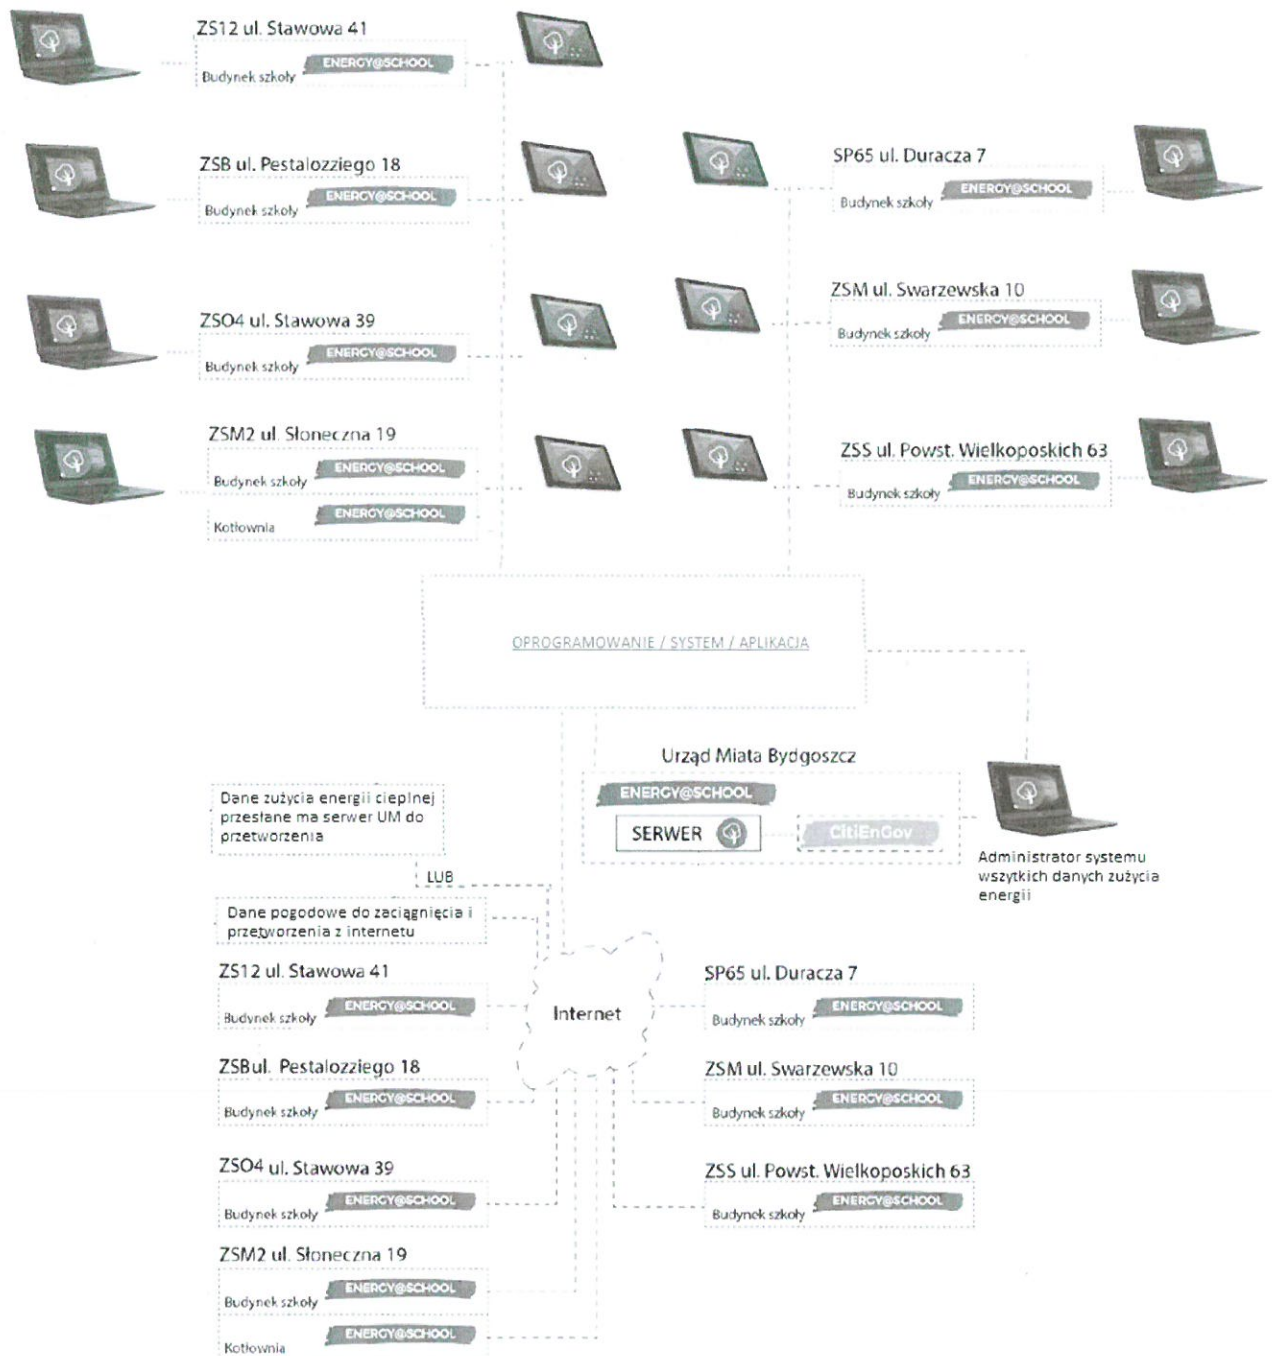 ZS12 ul. Stawowa 41
ENERGY@SCHOOL
Budynek szkoły
ZSB ul. Pestalozziego 18
ENERGY@SCHOOL
Budynek szkoły
ZSO4 ul. Stawowa 39
ENERGY@SCHOOL
Budynek szkoły
ZSM2 ul. Słoneczna 19
ENERGY@SCHOOL
Budynek szkoły
ENERGY@SCHOOL
Kotłownia
SP65 ul. Duracza 7
ENERGY@SCHOOL
Budynek szkoły
ZSM ul. Swarzewska 10
ENERGY@SCHOOL
Budynek szkoły
ZSS ul. Powst. Wielkoposkich 63
ENERGY@SCHOOL
Budynek szkoły
OPROGRAMOWANIE / SYSTEM / APLIKACJA
Urząd Miata Bydgoszcz
ENERGY@SCHOOL
SERWER
CitiEnGov
Administrator systemu
wszytkich danych zużycia
energii
Dane zużycia energii cieplnej
przesłane ma serwer UM do
przetworzenia
LUB
Dane pogodowe do zaciągnięcia i
przetworzenia z internetu
Internet
ZS12 ul. Stawowa 41
ENERGY@SCHOOL
Budynek szkoły
ZSBul. Pestalozziego 18
ENERGY@SCHOOL
Budynek szkoły
ZSO4 ul. Stawowa 39
ENERGY@SCHOOL
Budynek szkoły
ZSM2 ul. Słoneczna 19
ENERGY@SCHOOL
Budynek szkoły
ENERGY@SCHOOL
Kotłownia
SP65 ul. Duracza 7
ENERGY@SCHOOL
Budynek szkoły
ZSM ul. Swarzewska 10
ENERGY@SCHOOL
Budynek szkoły
ZSS ul. Powst. Wielkoposkich 63
ENERGY@SCHOOL
Budynek szkoły